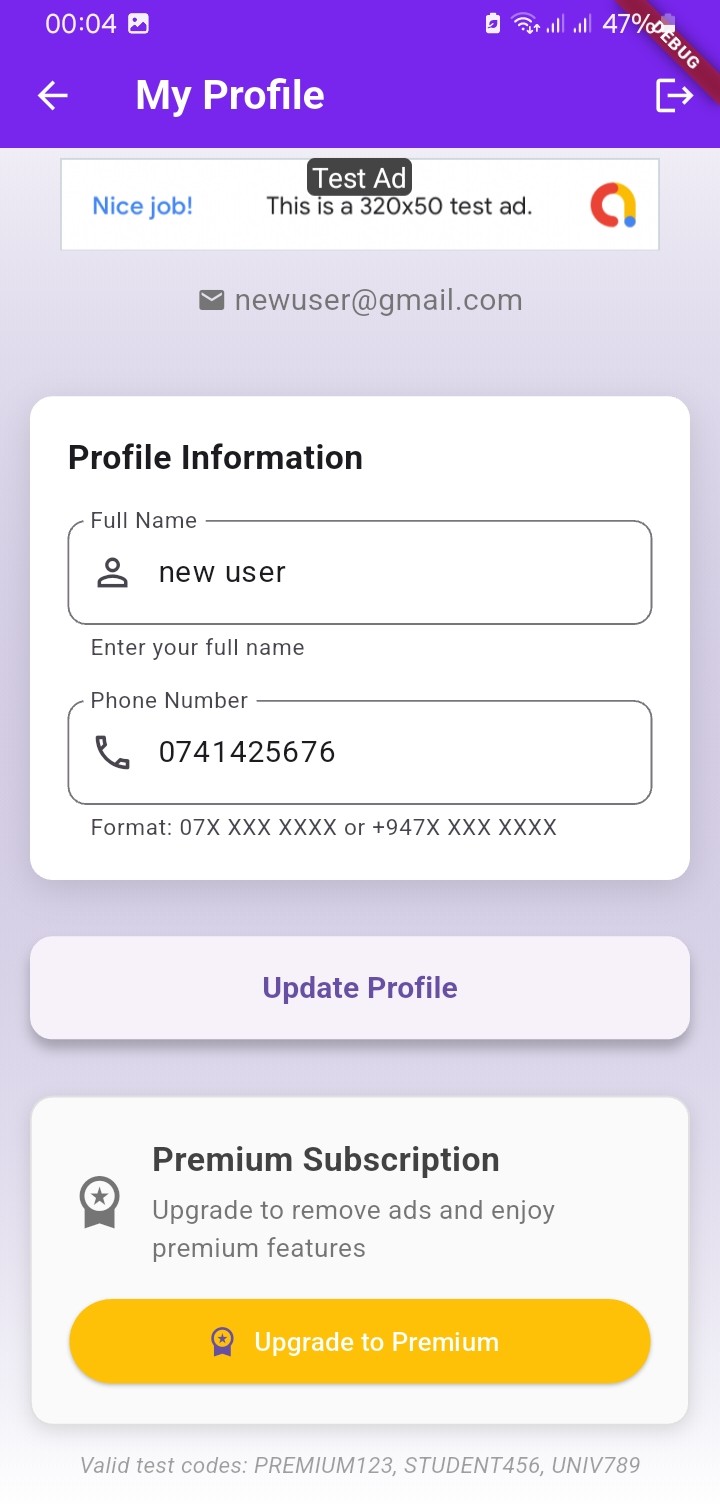 00:04
47%
DEBUG
My Profile
Test Ad
Nice job!
This is a 320x50 test ad.
newuser@gmail.com
Profile Information
Full Name
new user
Enter your full name
Phone Number
0741425676
Format: 07X XXX XXXX or +947X XXX XXXX
Update Profile
Premium Subscription
Upgrade to remove ads and enjoy
premium features
Upgrade to Premium
Valid test codes: PREMIUM123, STUDENT456, UNIV789